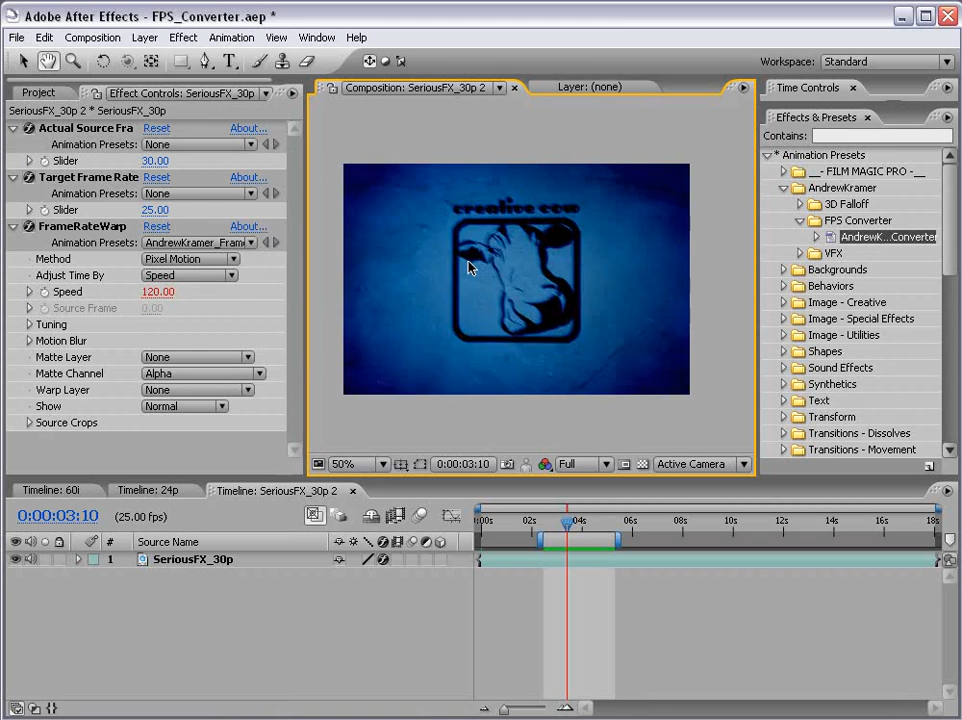 Adobe After Effects - FPS_Converter.aep *
File Edit Composition Layer Effect Animation View Window Help
Workspace: Standard
Project Effect Controls: SeriousFX_30p
Composition: SeriousFX_30p 2
Layer: (none)
Time Controls
SeriousFX_30p 2 * SeriousFX_30p
Actual Source Fra Reset About...
Animation Presets: None
Slider 30.00
Target Frame Rate Reset About...
Animation Presets: None
Slider 25.00
FrameRateWarp Reset About...
Animation Presets: AndrewKramer_Fram
Method Pixel Motion
Adjust Time By Speed
Speed 120.00
Source Frame 0.00
Tuning
Motion Blur
Matte Layer None
Matte Channel Alpha
Warp Layer None
Show Normal
Source Crops
creative cow
50% 0:00:03:10 Full Active Camera
Effects & Presets
Contains:
* Animation Presets
__- FILM MAGIC PRO -__
AndrewKramer
3D Falloff
FPS Converter
AndrewK...Converter
VFX
Backgrounds
Behaviors
Image - Creative
Image - Special Effects
Image - Utilities
Shapes
Sound Effects
Synthetics
Text
Transform
Transitions - Dissolves
Transitions - Movement
Timeline: 60i Timeline: 24p Timeline: SeriousFX_30p 2
0:00:03:10 (25.00 fps)
:00s 02s 04s 06s 08s 10s 12s 14s 16s 18s
# Source Name
1 SeriousFX_30p